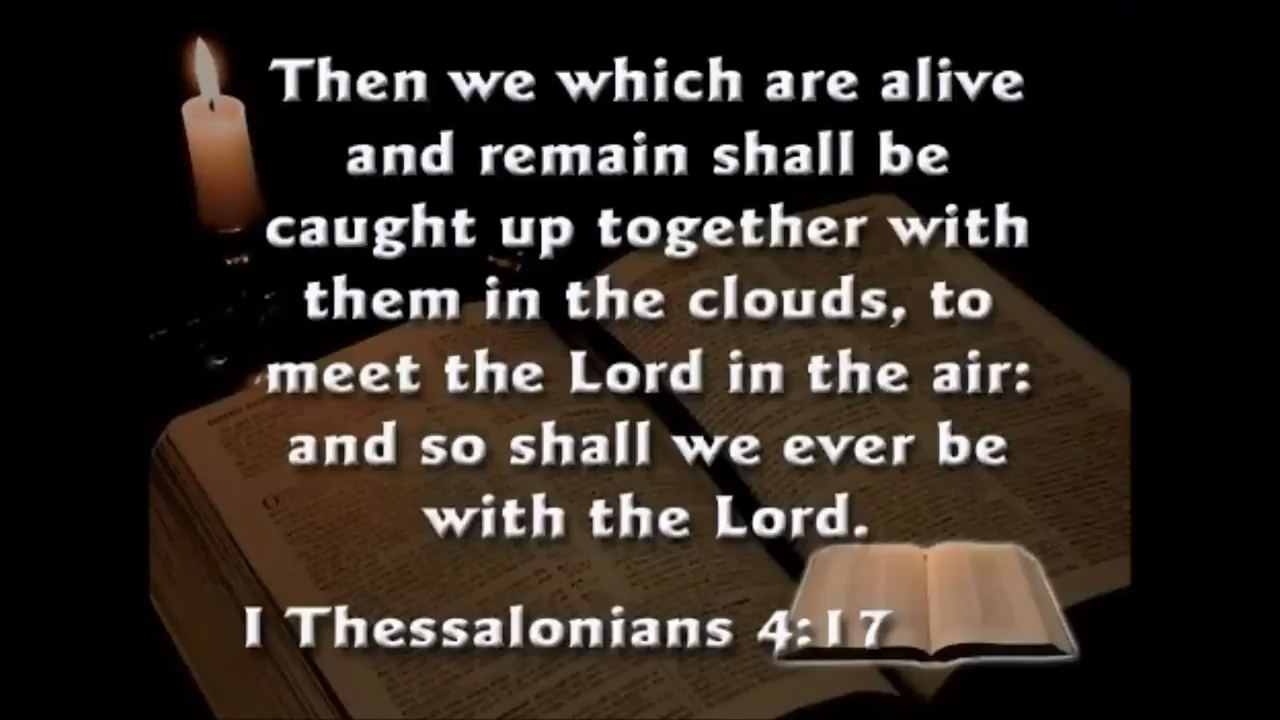 Then we which are alive
and remain shall be
caught up together with
them in the clouds, to
meet the Lord in the air:
and so shall we ever be
with the Lord.
I Thessalonians 4:17